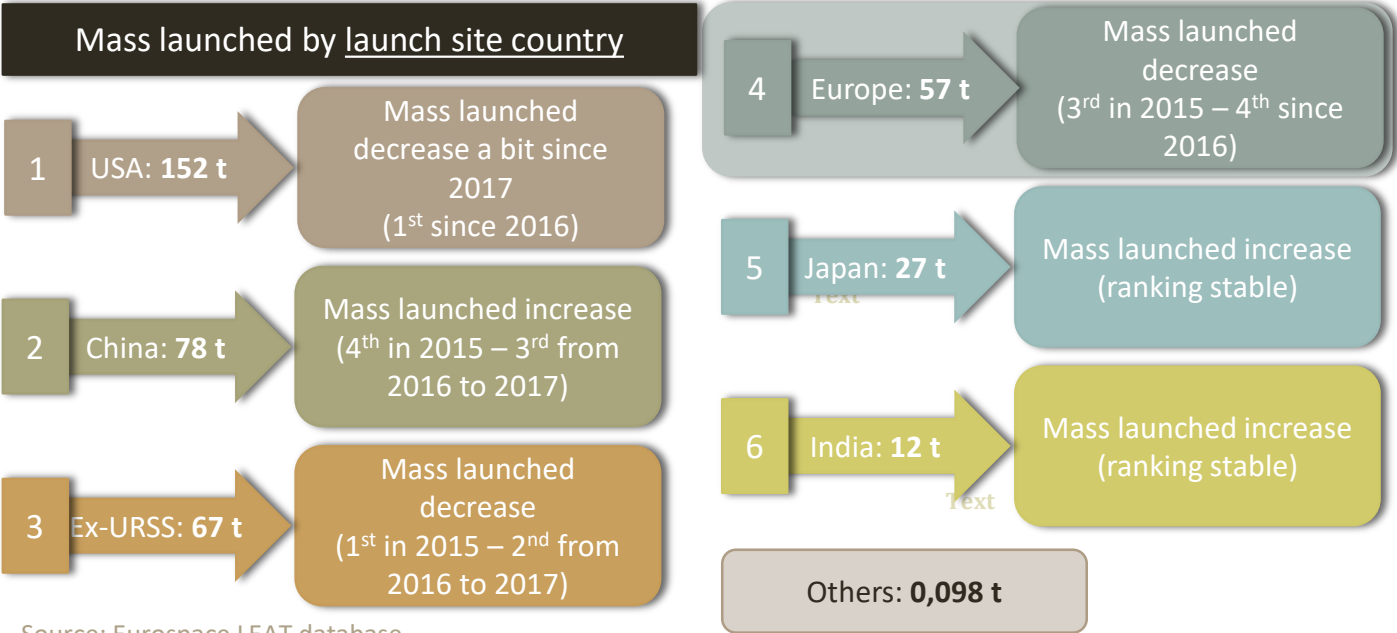 Mass launched by launch site country
1
USA: 152 t
Mass launched
decrease a bit since
2017
(1st since 2016)
2
China: 78 t
Mass launched increase
(4th in 2015 – 3rd from
2016 to 2017)
3
Ex-URSS: 67 t
Mass launched
decrease
(1st in 2015 – 2nd from
2016 to 2017)
Source: Eurospace LEAT database
4
Europe: 57 t
Mass launched
decrease
(3rd in 2015 – 4th since
2016)
5
Japan: 27 t
Text
Mass launched increase
(ranking stable)
6
India: 12 t
Text
Mass launched increase
(ranking stable)
Others: 0,098 t